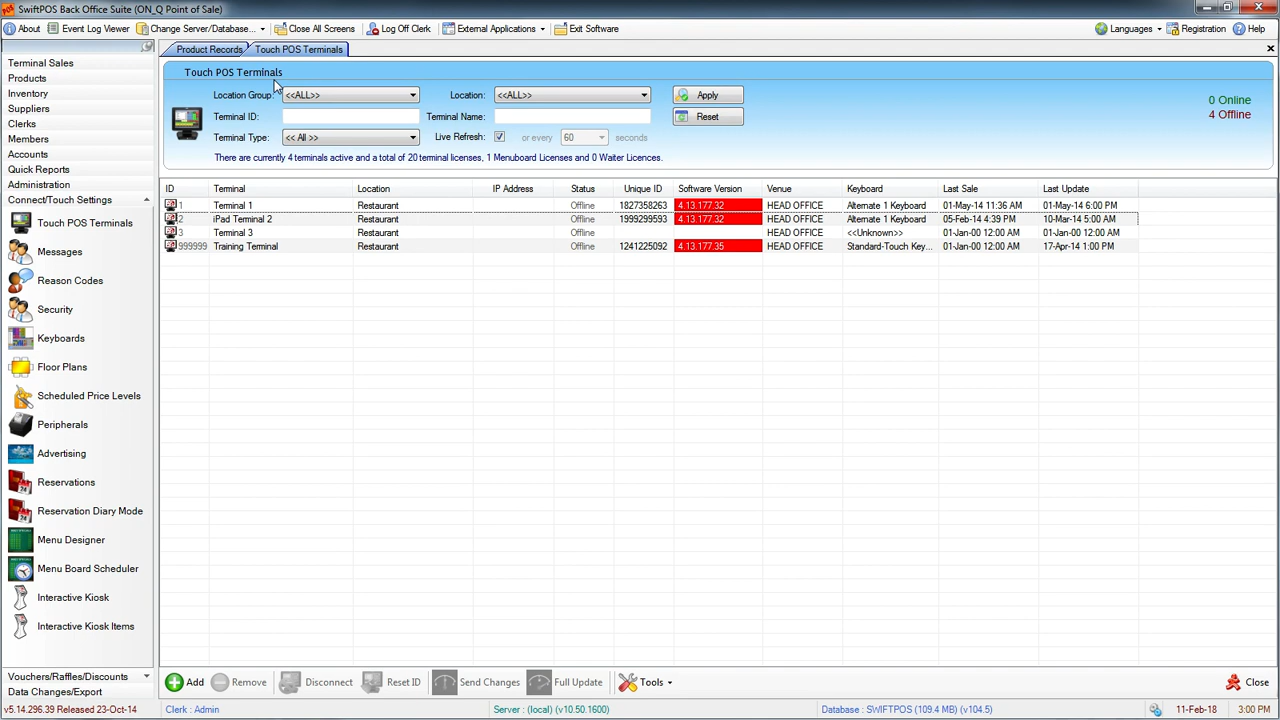 SwiftPOS Back Office Suite (ON_Q Point of Sale)
About Event Log Viewer Change Server/Database... Close All Screens Log Off Clerk External Applications Exit Software Languages Registration Help
Product Records Touch POS Terminals
Terminal Sales
Products
Inventory
Suppliers
Clerks
Members
Accounts
Quick Reports
Administration
Connect/Touch Settings
Touch POS Terminals
Messages
Reason Codes
Security
Keyboards
Floor Plans
Scheduled Price Levels
Peripherals
Advertising
Reservations
Reservation Diary Mode
Menu Designer
Menu Board Scheduler
Interactive Kiosk
Interactive Kiosk Items
Vouchers/Raffles/Discounts
Data Changes/Export
Touch POS Terminals
Location Group: <<ALL>> Location: <<ALL>> Apply
Terminal ID: Terminal Name: Reset
Terminal Type: << All >> Live Refresh: or every 60 seconds
There are currently 4 terminals active and a total of 20 terminal licenses, 1 Menuboard Licenses and 0 Waiter Licences.
0 Online
4 Offline
ID Terminal Location IP Address Status Unique ID Software Version Venue Keyboard Last Sale Last Update
1 Terminal 1 Restaurant Offline 1827358263 4.13.177.32 HEAD OFFICE Alternate 1 Keyboard 01-May-14 11:36 AM 01-May-14 6:00 PM
2 iPad Terminal 2 Restaurant Offline 1999299593 4.13.177.32 HEAD OFFICE Alternate 1 Keyboard 05-Feb-14 4:39 PM 10-Mar-14 5:00 AM
3 Terminal 3 Restaurant Offline HEAD OFFICE <<Unknown>> 01-Jan-00 12:00 AM 01-Jan-00 12:00 AM
999999 Training Terminal Restaurant Offline 1241225092 4.13.177.35 HEAD OFFICE Standard-Touch Key... 01-Jan-00 12:00 AM 17-Apr-14 1:00 PM
Add Remove Disconnect Reset ID Send Changes Full Update Tools Close
v5.14.296.39 Released 23-Oct-14 Clerk : Admin Server : (local) (v10.50.1600) Database : SWIFTPOS (109.4 MB) (v104.5) 11-Feb-18 3:00 PM